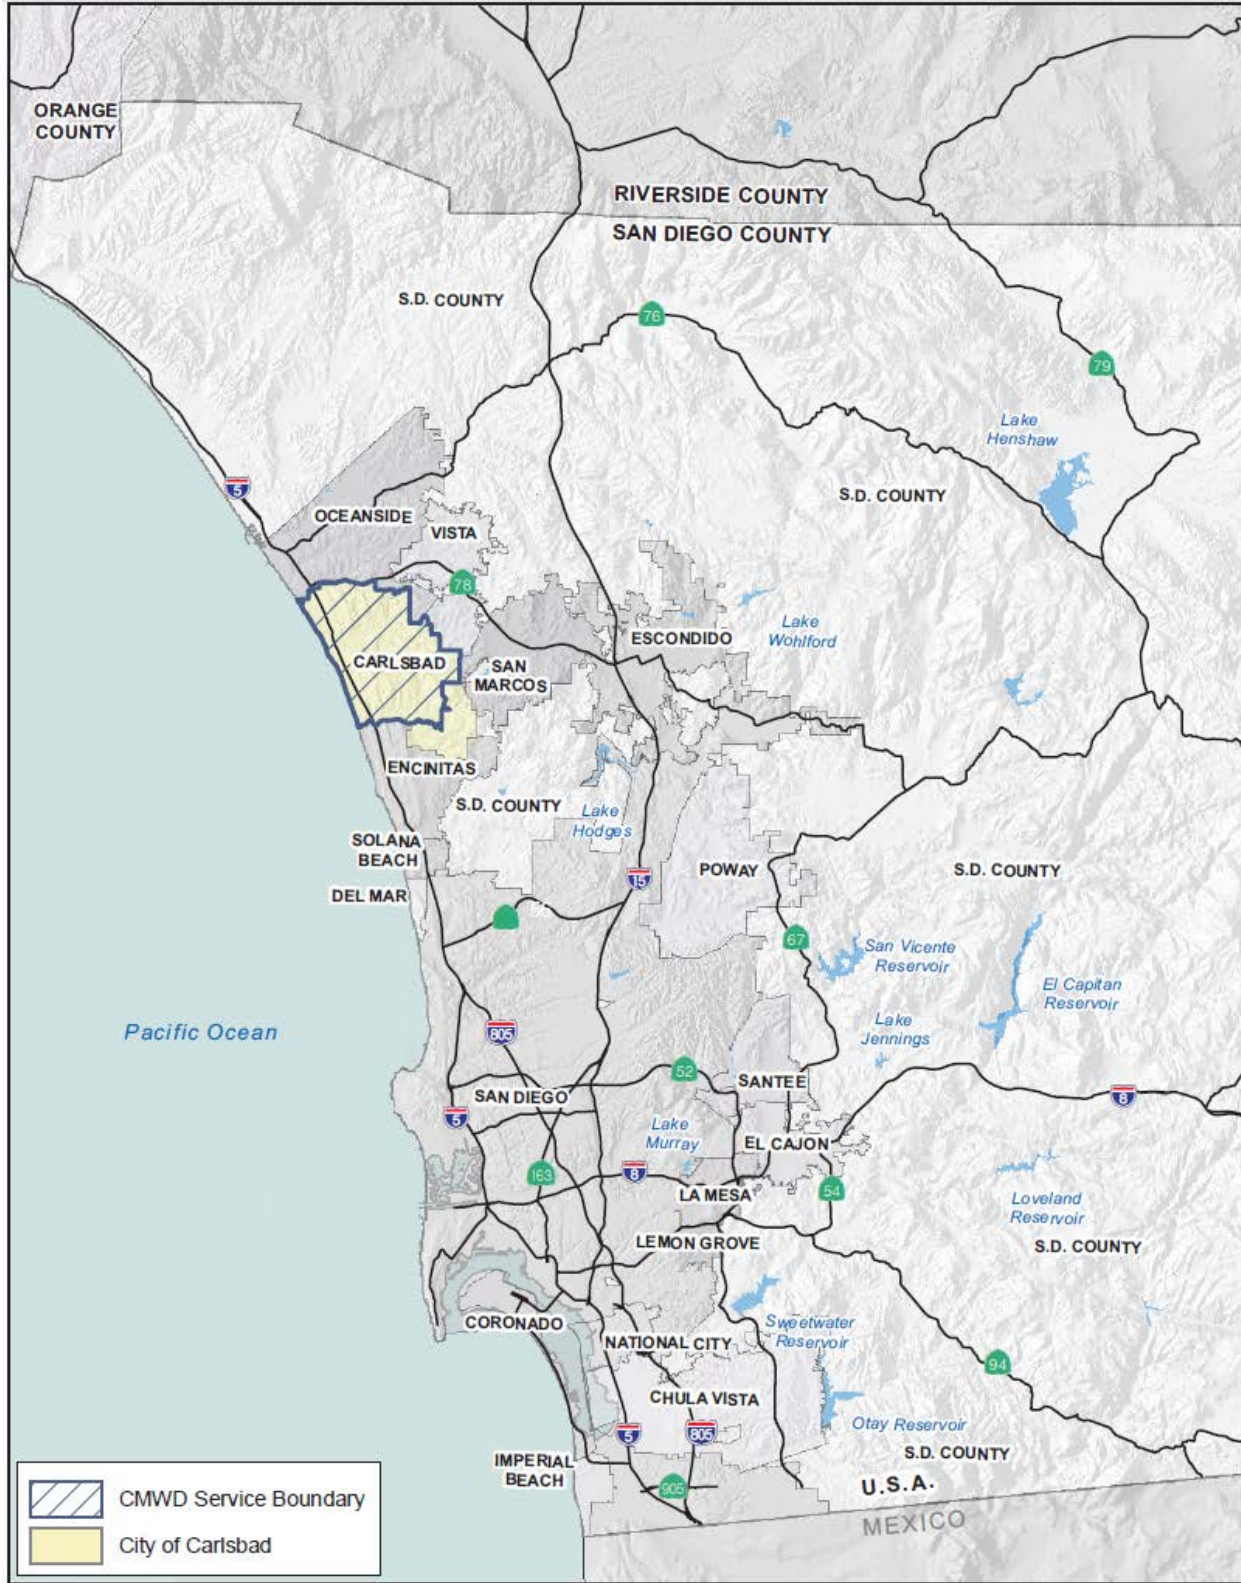 ORANGE
COUNTY
RIVERSIDE COUNTY
SAN DIEGO COUNTY
S.D. COUNTY
76
79
Lake
Henshaw
5
S.D. COUNTY
OCEANSIDE
VISTA
78
ESCONDIDO
Lake
Wohlford
CARLSBAD
SAN
MARCOS
ENCINITAS
S.D. COUNTY
Lake
Hodges
SOLANA
BEACH
15
POWAY
S.D. COUNTY
DEL MAR
67
San Vicente
Reservoir
El Capitan
Reservoir
Pacific Ocean
805
Lake
Jennings
52
SANTEE
SAN DIEGO
8
5
Lake
Murray
EL CAJON
163
8
LA MESA
54
Loveland
Reservoir
LEMON GROVE
S.D. COUNTY
CORONADO
Sweetwater
Reservoir
NATIONAL CITY
94
CHULA VISTA
Otay Reservoir
5
805
S.D. COUNTY
IMPERIAL
BEACH
905
U.S.A.
MEXICO
CMWD Service Boundary
City of Carlsbad